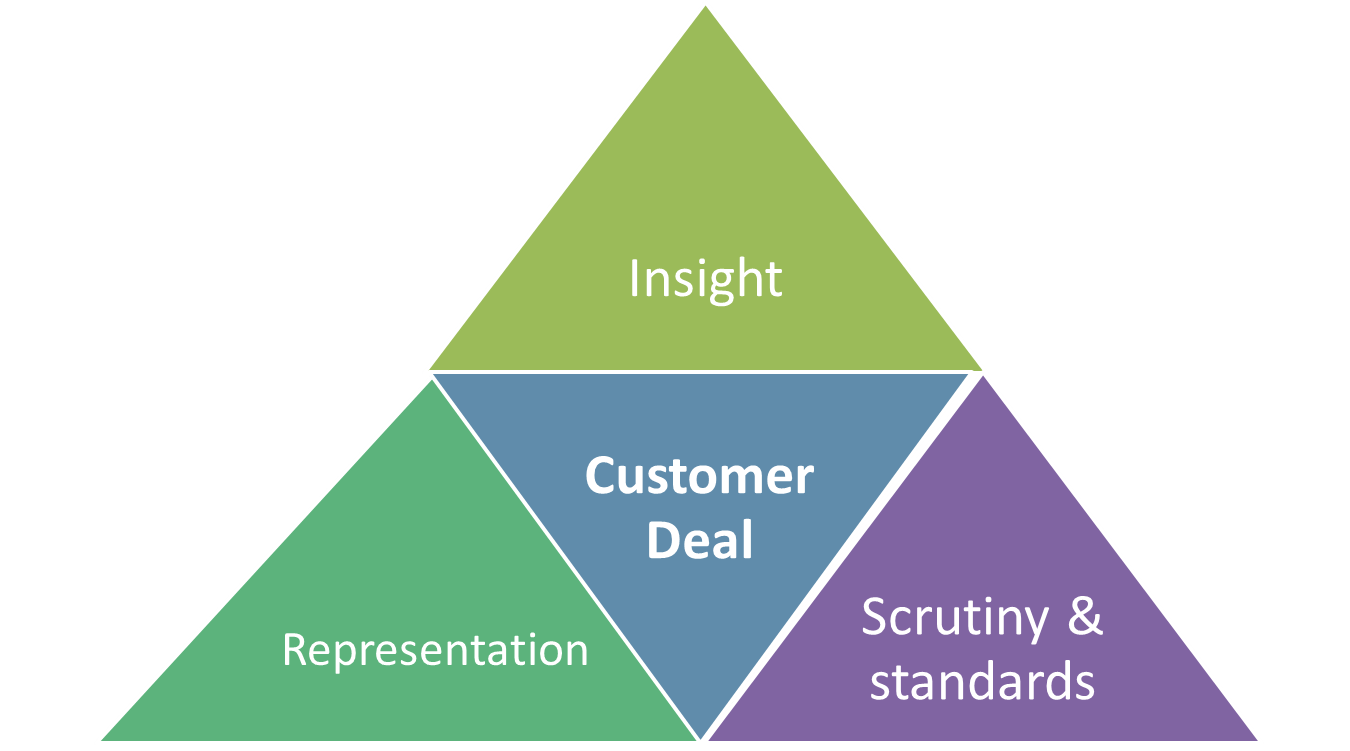 Insight
Customer
Deal
Representation
Scrutiny &
standards